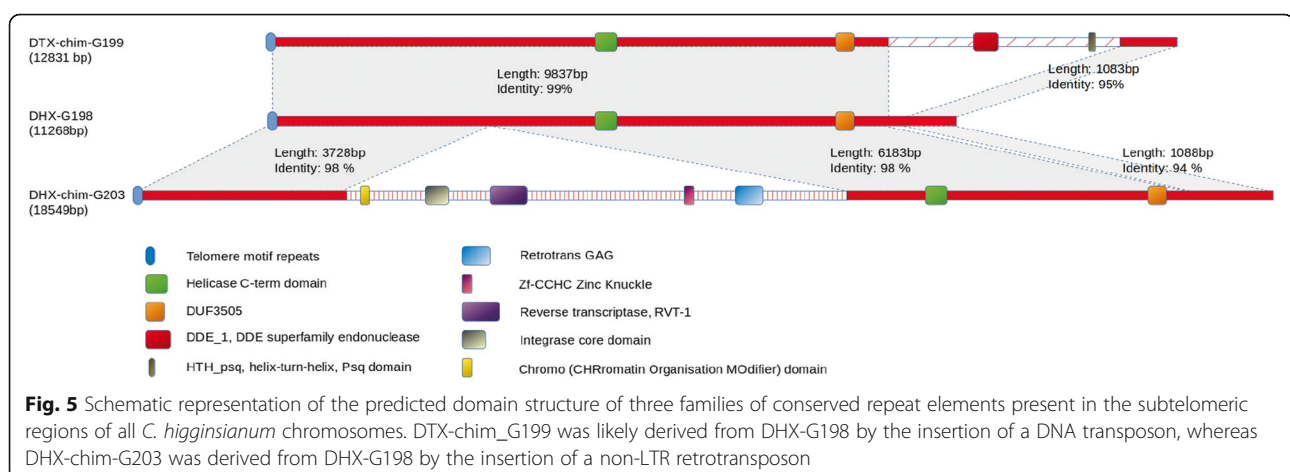 DTX-chim-G199
(12831 bp)
Length: 9837bp
Identity: 99%
Length: 1083bp
Identity: 95%
DHX-G198
(11268bp)
Length: 3728bp
Identity: 98 %
Length: 6183bp
Identity: 98 %
Length: 1088bp
Identity: 94 %
DHX-chim-G203
(18549bp)
Telomere motif repeats
Helicase C-term domain
DUF3505
DDE_1, DDE superfamily endonuclease
HTH_psq, helix-turn-helix, Psq domain
Retrotrans GAG
Zf-CCHC Zinc Knuckle
Reverse transcriptase, RVT-1
Integrase core domain
Chromo (CHRromatin Organisation MOdifier) domain
Fig. 5 Schematic representation of the predicted domain structure of three families of conserved repeat elements present in the subtelomeric
regions of all C. higginsianum chromosomes. DTX-chim_G199 was likely derived from DHX-G198 by the insertion of a DNA transposon, whereas
DHX-chim-G203 was derived from DHX-G198 by the insertion of a non-LTR retrotransposon